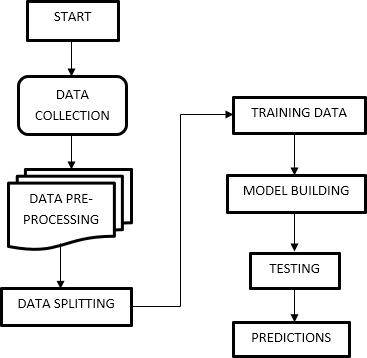 START
DATA
COLLECTION
DATA PRE-
PROCESSING
DATA SPLITTING
TRAINING DATA
MODEL BUILDING
TESTING
PREDICTIONS